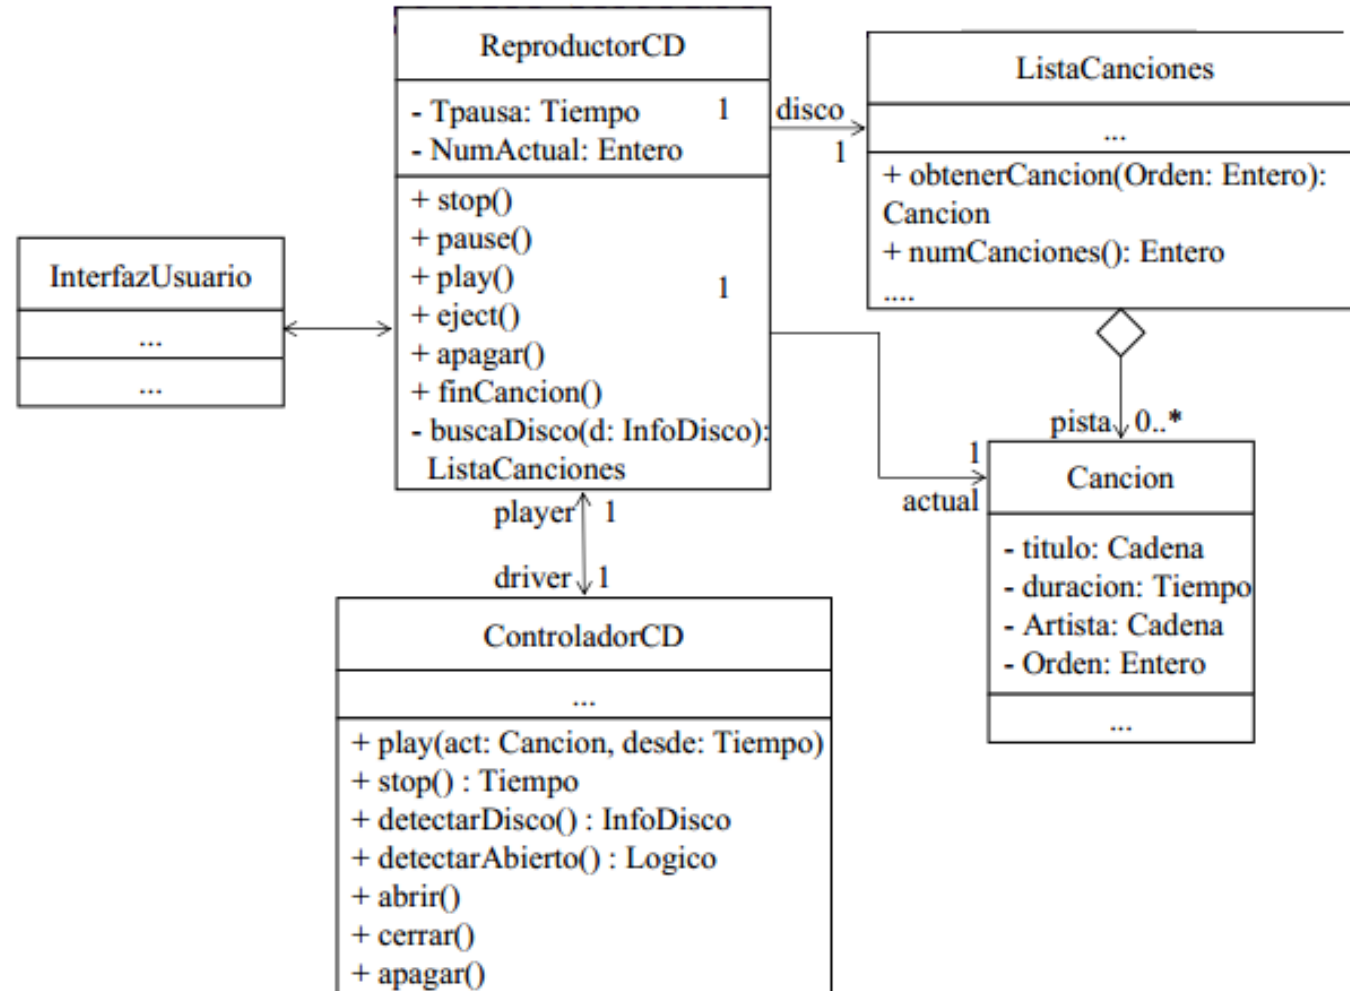 ReproductorCD
- Tpausa: Tiempo
- NumActual: Entero
1
+ stop()
+ pause()
+ play()
1
+ eject()
+ apagar()
+ finCancion()
- buscaDisco(d: InfoDisco):
ListaCanciones
disco
1
ListaCanciones
...
+ obtenerCancion(Orden: Entero):
Cancion
+ numCanciones(): Entero
....
InterfazUsuario
...
...
pista 0..*
1
actual
Cancion
- titulo: Cadena
- duracion: Tiempo
- Artista: Cadena
- Orden: Entero
...
player 1
driver 1
ControladorCD
...
+ play(act: Cancion, desde: Tiempo)
+ stop() : Tiempo
+ detectarDisco() : InfoDisco
+ detectarAbierto() : Logico
+ abrir()
+ cerrar()
+ apagar()